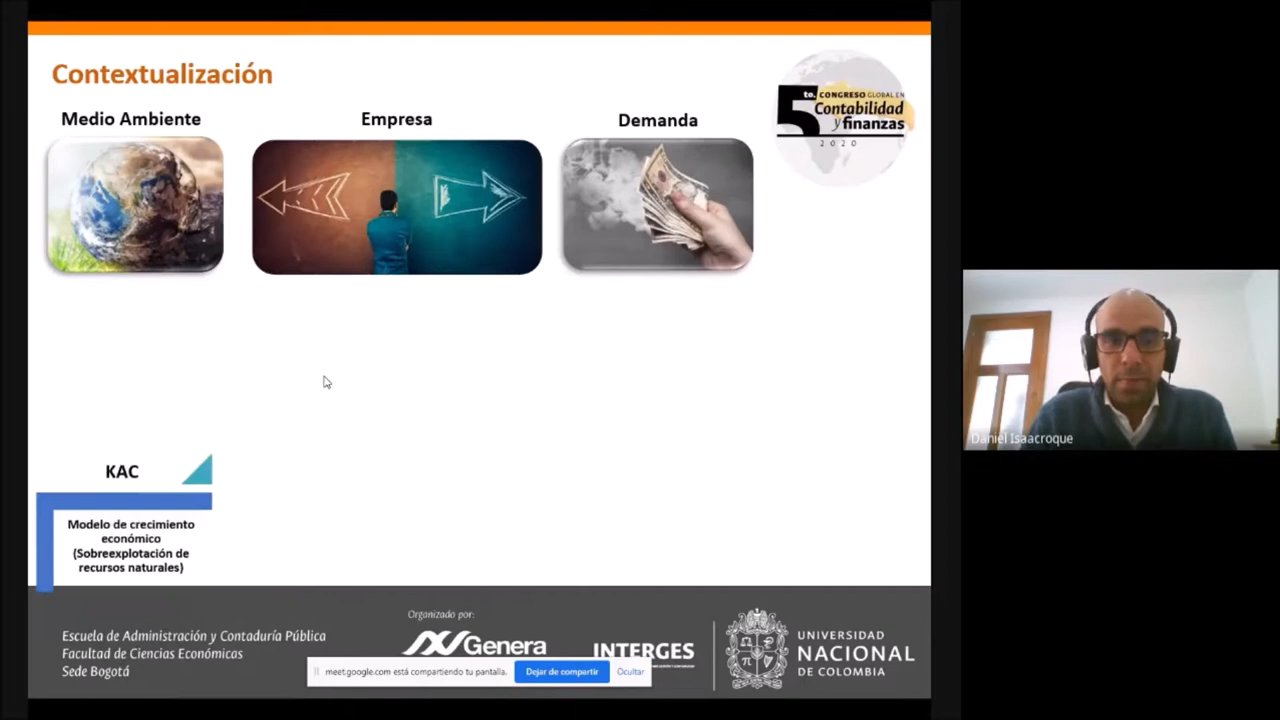 Contextualización
Medio Ambiente
Empresa
Demanda
5to. CONGRESO GLOBAL EN
Contabilidad
y finanzas
2020
KAC
Modelo de crecimiento
económico
(Sobreexplotación de
recursos naturales)
Daniel Isaacroque
Escuela de Administración y Contaduría Pública
Facultad de Ciencias Económicas
Sede Bogotá
Organizado por:
Genera
INTERGES
UNIVERSIDAD
NACIONAL
DE COLOMBIA
meet.google.com está compartiendo tu pantalla.
Dejar de compartir
Ocultar